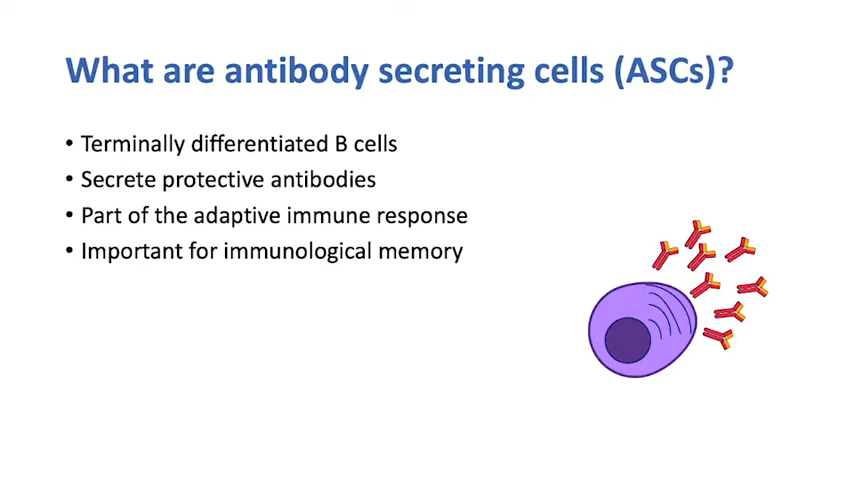 What are antibody secreting cells (ASCs)?
• Terminally differentiated B cells
• Secrete protective antibodies
• Part of the adaptive immune response
• Important for immunological memory